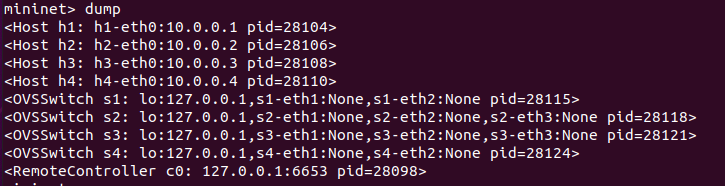 mininet> dump
<Host h1: h1-eth0:10.0.0.1 pid=28104>
<Host h2: h2-eth0:10.0.0.2 pid=28106>
<Host h3: h3-eth0:10.0.0.3 pid=28108>
<Host h4: h4-eth0:10.0.0.4 pid=28110>
<OVSSwitch s1: lo:127.0.0.1,s1-eth1:None,s1-eth2:None pid=28115>
<OVSSwitch s2: lo:127.0.0.1,s2-eth1:None,s2-eth2:None,s2-eth3:None pid=28118>
<OVSSwitch s3: lo:127.0.0.1,s3-eth1:None,s3-eth2:None,s3-eth3:None pid=28121>
<OVSSwitch s4: lo:127.0.0.1,s4-eth1:None,s4-eth2:None pid=28124>
<RemoteController c0: 127.0.0.1:6653 pid=28098>